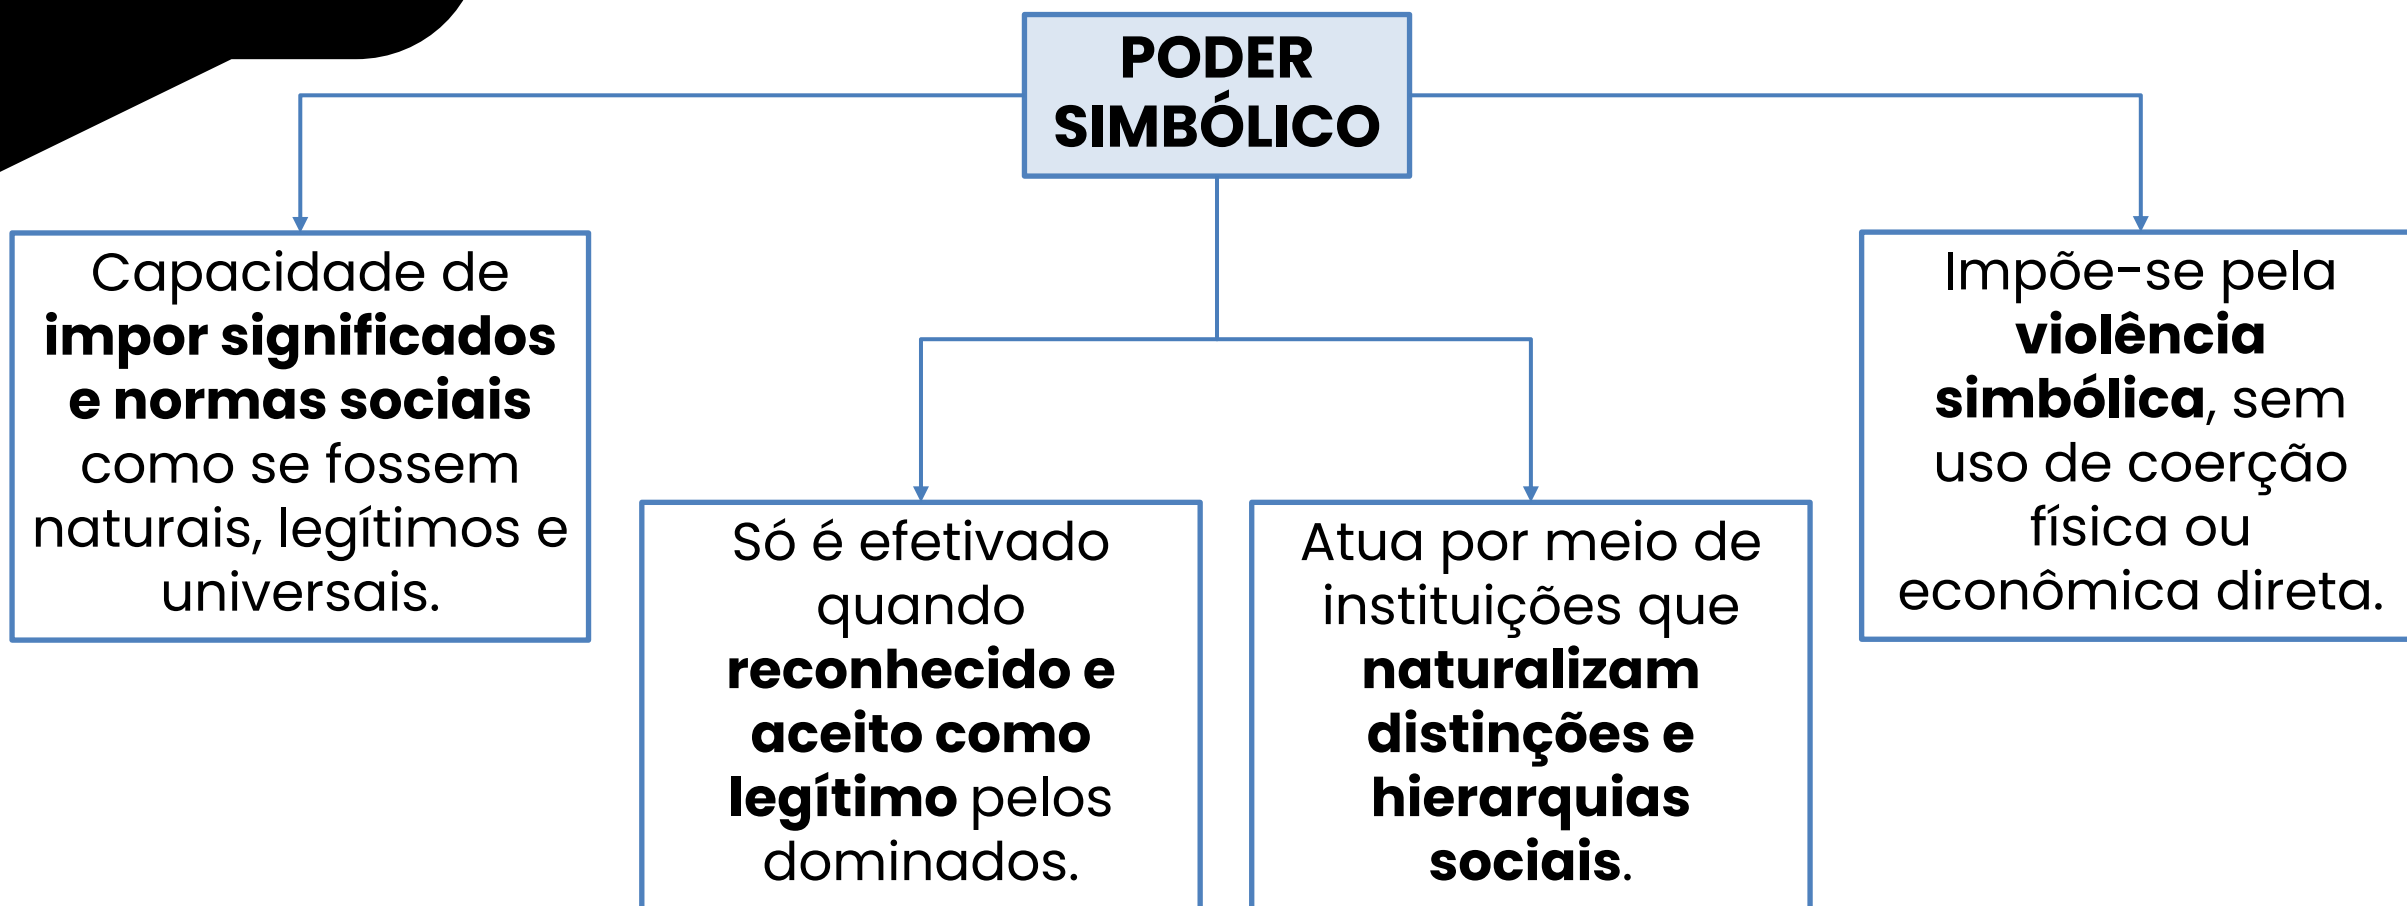 PODER
SIMBÓLICO
Capacidade de
impor significados
e normas sociais
como se fossem
naturais, legítimos e
universais.
Só é efetivado
quando
reconhecido e
aceito como
legítimo pelos
dominados.
Atua por meio de
instituições que
naturalizam
distinções e
hierarquias
sociais.
Impõe-se pela
violência
simbólica, sem
uso de coerção
física ou
econômica direta.